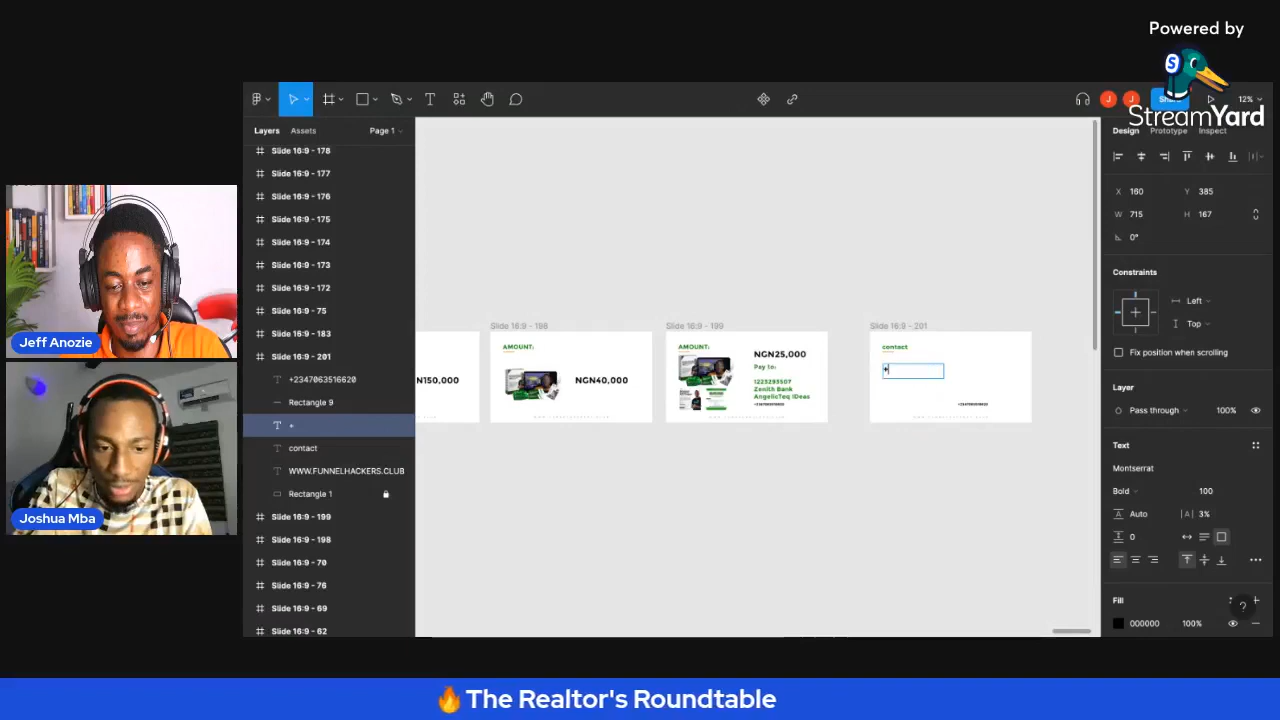 Powered by
S
StreamYard
12%
Layers
Assets
Page 1
J
J
Share
Design
Prototype
Inspect
Slide 16:9 - 178
Slide 16:9 - 177
Slide 16:9 - 176
Slide 16:9 - 175
Slide 16:9 - 174
Slide 16:9 - 173
Slide 16:9 - 172
Slide 16:9 - 75
Slide 16:9 - 183
Slide 16:9 - 201
+2347063516620
Rectangle 9
+
contact
WWW.FUNNELHACKERS.CLUB
Rectangle 1
Slide 16:9 - 199
Slide 16:9 - 198
Slide 16:9 - 70
Slide 16:9 - 76
Slide 16:9 - 69
Slide 16:9 - 62
N150,000
Slide 16:9 - 198
AMOUNT:
NGN40,000
Slide 16:9 - 199
AMOUNT:
NGN25,000
Pay to:
1223293507
Zenith Bank
AngelicTeq IDeas
+2347063516620
Slide 16:9 - 201
contact
+
+2347063516620
X 160
Y 385
W 715
H 167
0°
Constraints
Left
Top
Fix position when scrolling
Layer
Pass through
100%
Text
Montserrat
Bold
100
Auto
3%
0
Fill
000000
100%
?
Jeff Anozie
Joshua Mba
🔥The Realtor's Roundtable